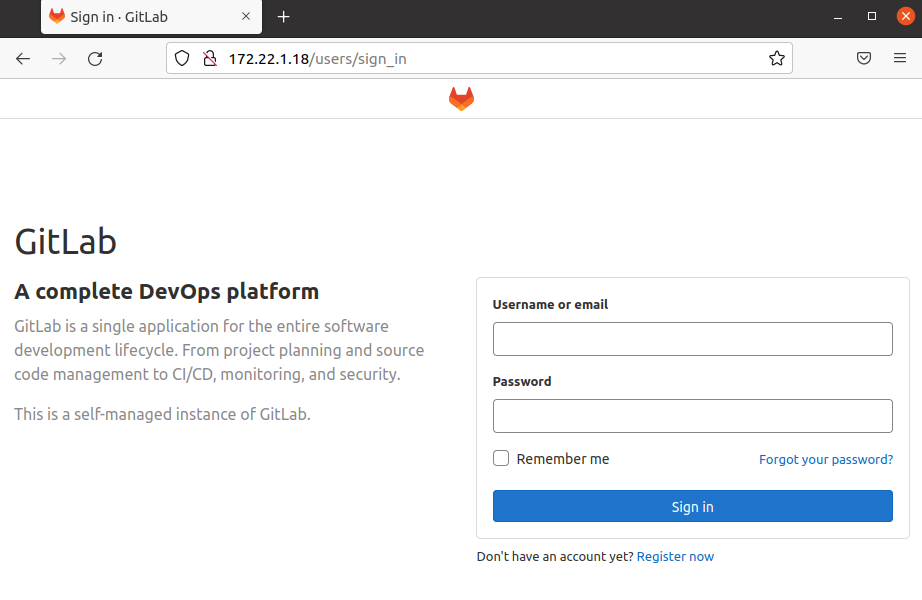 Sign in · GitLab
172.22.1.18/users/sign_in
GitLab
A complete DevOps platform
GitLab is a single application for the entire software
development lifecycle. From project planning and source
code management to CI/CD, monitoring, and security.
This is a self-managed instance of GitLab.
Username or email
Password
Remember me
Forgot your password?
Sign in
Don't have an account yet? Register now